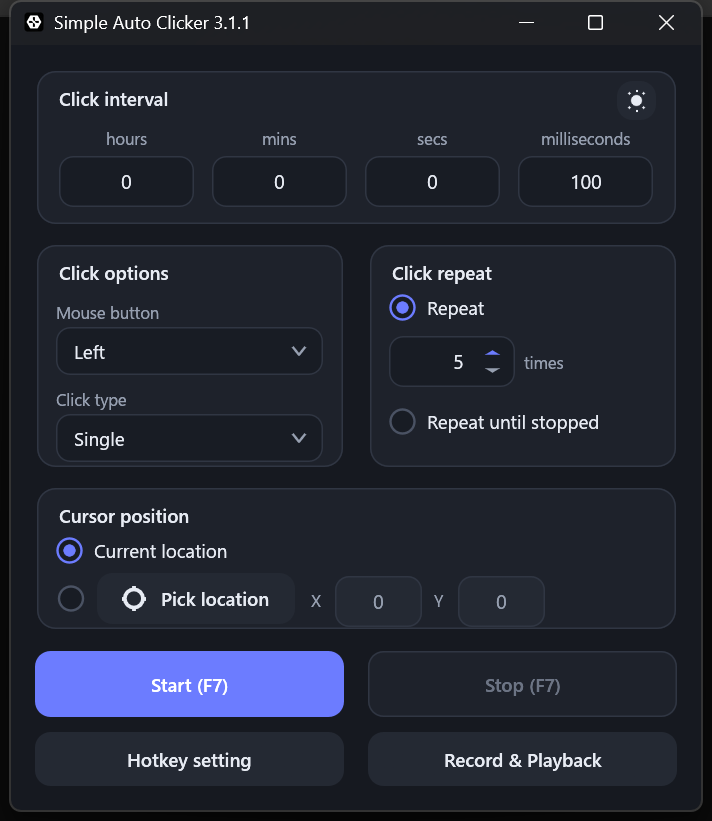 Simple Auto Clicker 3.1.1
Click interval
hours mins secs milliseconds
0 0 0 100
Click options
Mouse button
Left
Click type
Single
Click repeat
Repeat
5 times
Repeat until stopped
Cursor position
Current location
Pick location X 0 Y 0
Start (F7) Stop (F7)
Hotkey setting Record & Playback